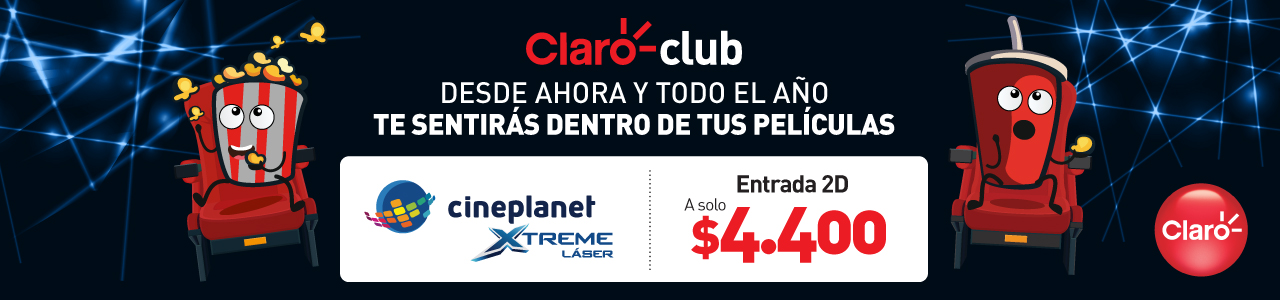 Claro-club
DESDE AHORA Y TODO EL AÑO
TE SENTIRÁS DENTRO DE TUS PELÍCULAS
cineplanet
XTREME
LÁSER
Entrada 2D
A solo
$4.400
Claro-